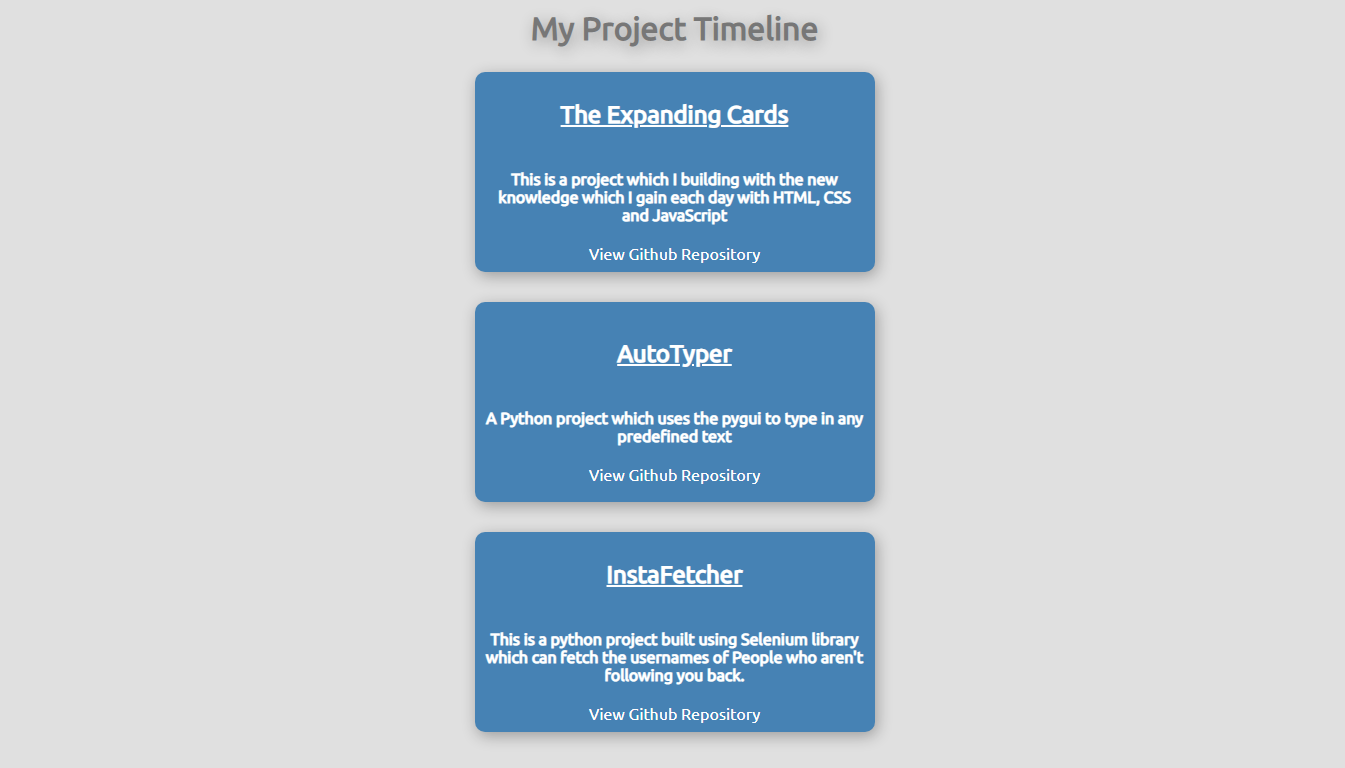 My Project Timeline
The Expanding Cards
This is a project which I building with the new
knowledge which I gain each day with HTML, CSS
and JavaScript
View Github Repository
AutoTyper
A Python project which uses the pygui to type in any
predefined text
View Github Repository
InstaFetcher
This is a python project built using Selenium library
which can fetch the usernames of People who aren't
following you back.
View Github Repository